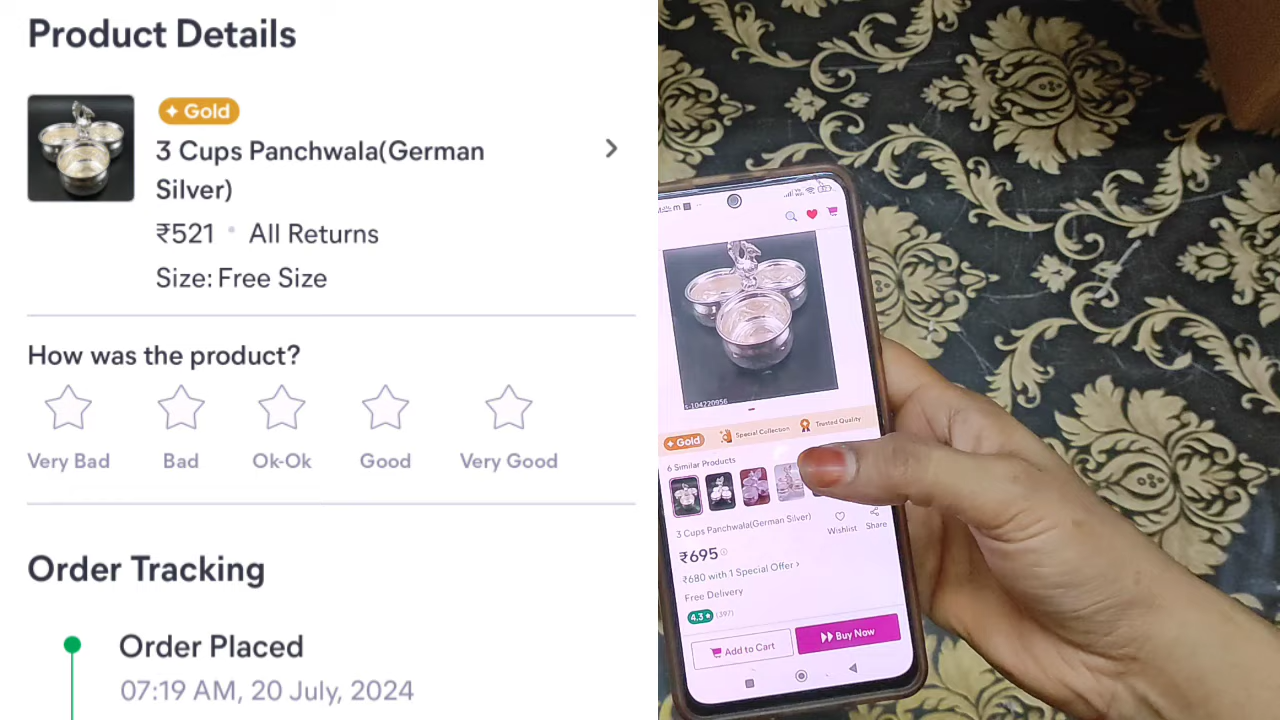 Product Details
Gold
3 Cups Panchwala(German
Silver)
₹521 • All Returns
Size: Free Size
How was the product?
Very Bad Bad Ok-Ok Good Very Good
Order Tracking
Order Placed
07:19 AM, 20 July, 2024
s-104220956
Gold Special Collection Trusted Quality
6 Similar Products
3 Cups Panchwala(German Silver)
Wishlist Share
₹695
₹680 with 1 Special Offer >
Free Delivery
4.3 ★ (397)
Add to Cart Buy Now